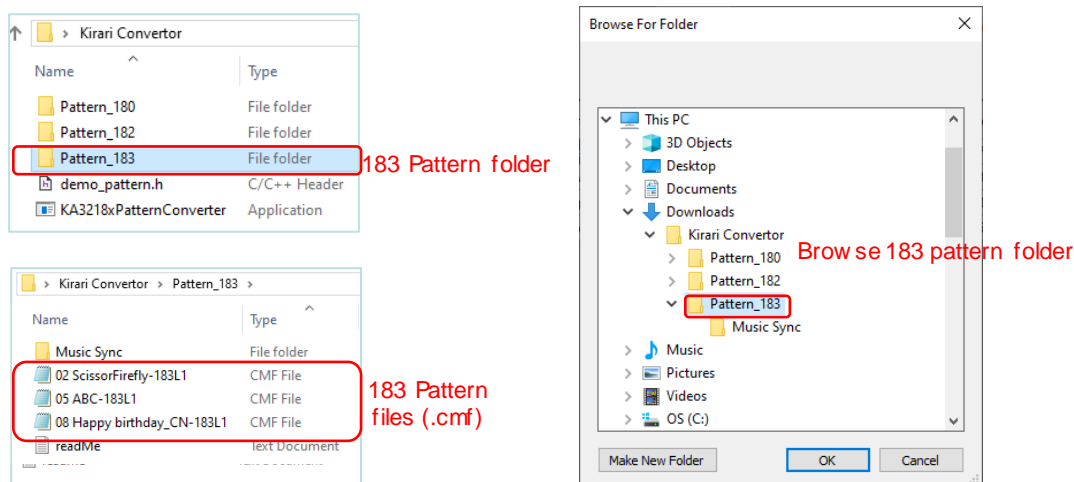 Kirari Convertor
Name Type
Pattern_180 File folder
Pattern_182 File folder
Pattern_183 File folder
183 Pattern folder
demo_pattern.h C/C++ Header
KA3218xPatternConverter Application
Kirari Convertor > Pattern_183 >
Name Type
Music Sync File folder
02 ScissorFirefly-183L1 CMF File
05 ABC-183L1 CMF File
08 Happy birthday_CN-183L1 CMF File
183 Pattern
files (.cmf)
readMe Text Document
Browse For Folder
This PC
3D Objects
Desktop
Documents
Downloads
Kirari Convertor
Pattern_180
Browse 183 pattern folder
Pattern_182
Pattern_183
Music Sync
Music
Pictures
Videos
OS (C:)
Make New Folder OK Cancel